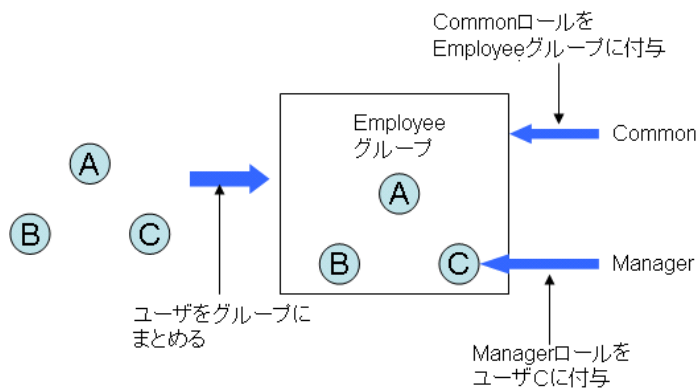 Commonロールを
Employeeグループに付与
Employee
グループ
Common
A
A
B
C
B
C
Manager
ユーザをグループに
まとめる
Managerロールを
ユーザCに付与